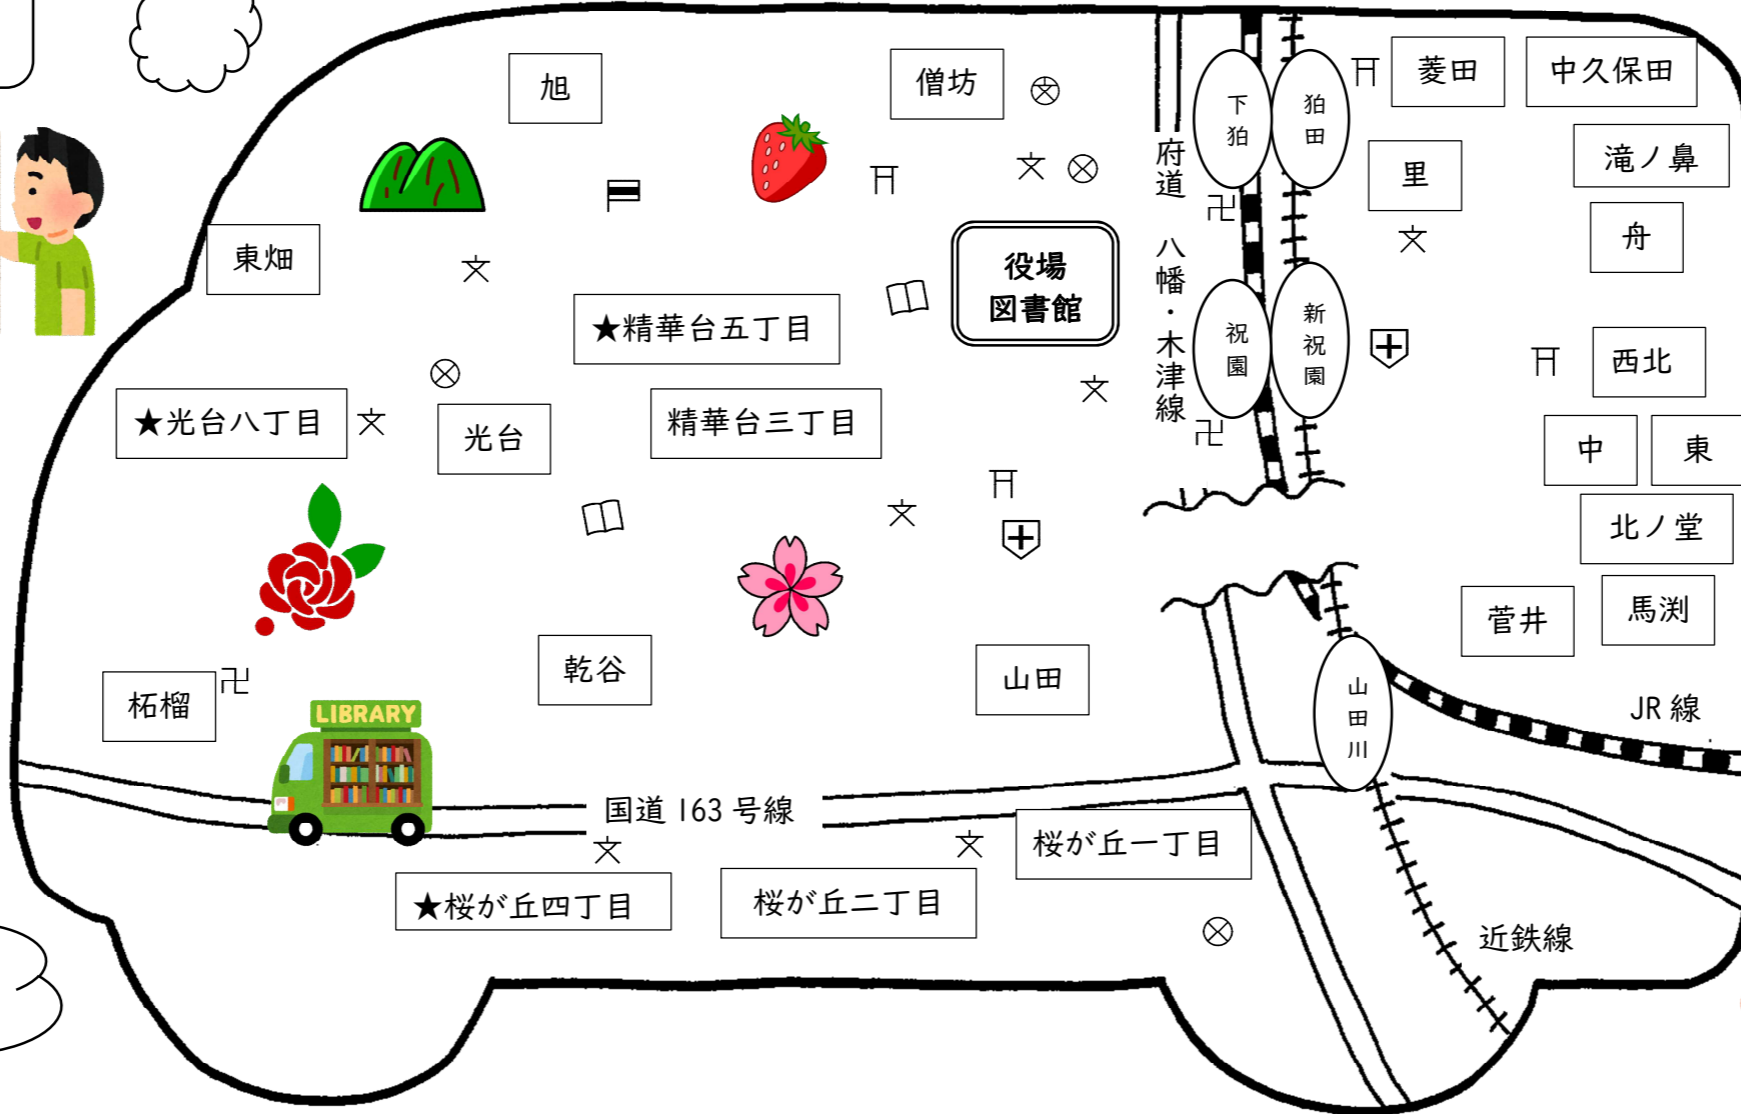 旭
僧坊
菱田
中久保田
下狛
狛田
滝ノ鼻
里
府道 八幡・木津線
舟
東畑
役場
図書館
★精華台五丁目
祝園
新祝園
西北
★光台八丁目
光台
精華台三丁目
中
東
北ノ堂
菅井
馬渕
乾谷
山田
柘榴
山田川
JR線
LIBRARY
国道163号線
桜が丘一丁目
★桜が丘四丁目
桜が丘二丁目
近鉄線